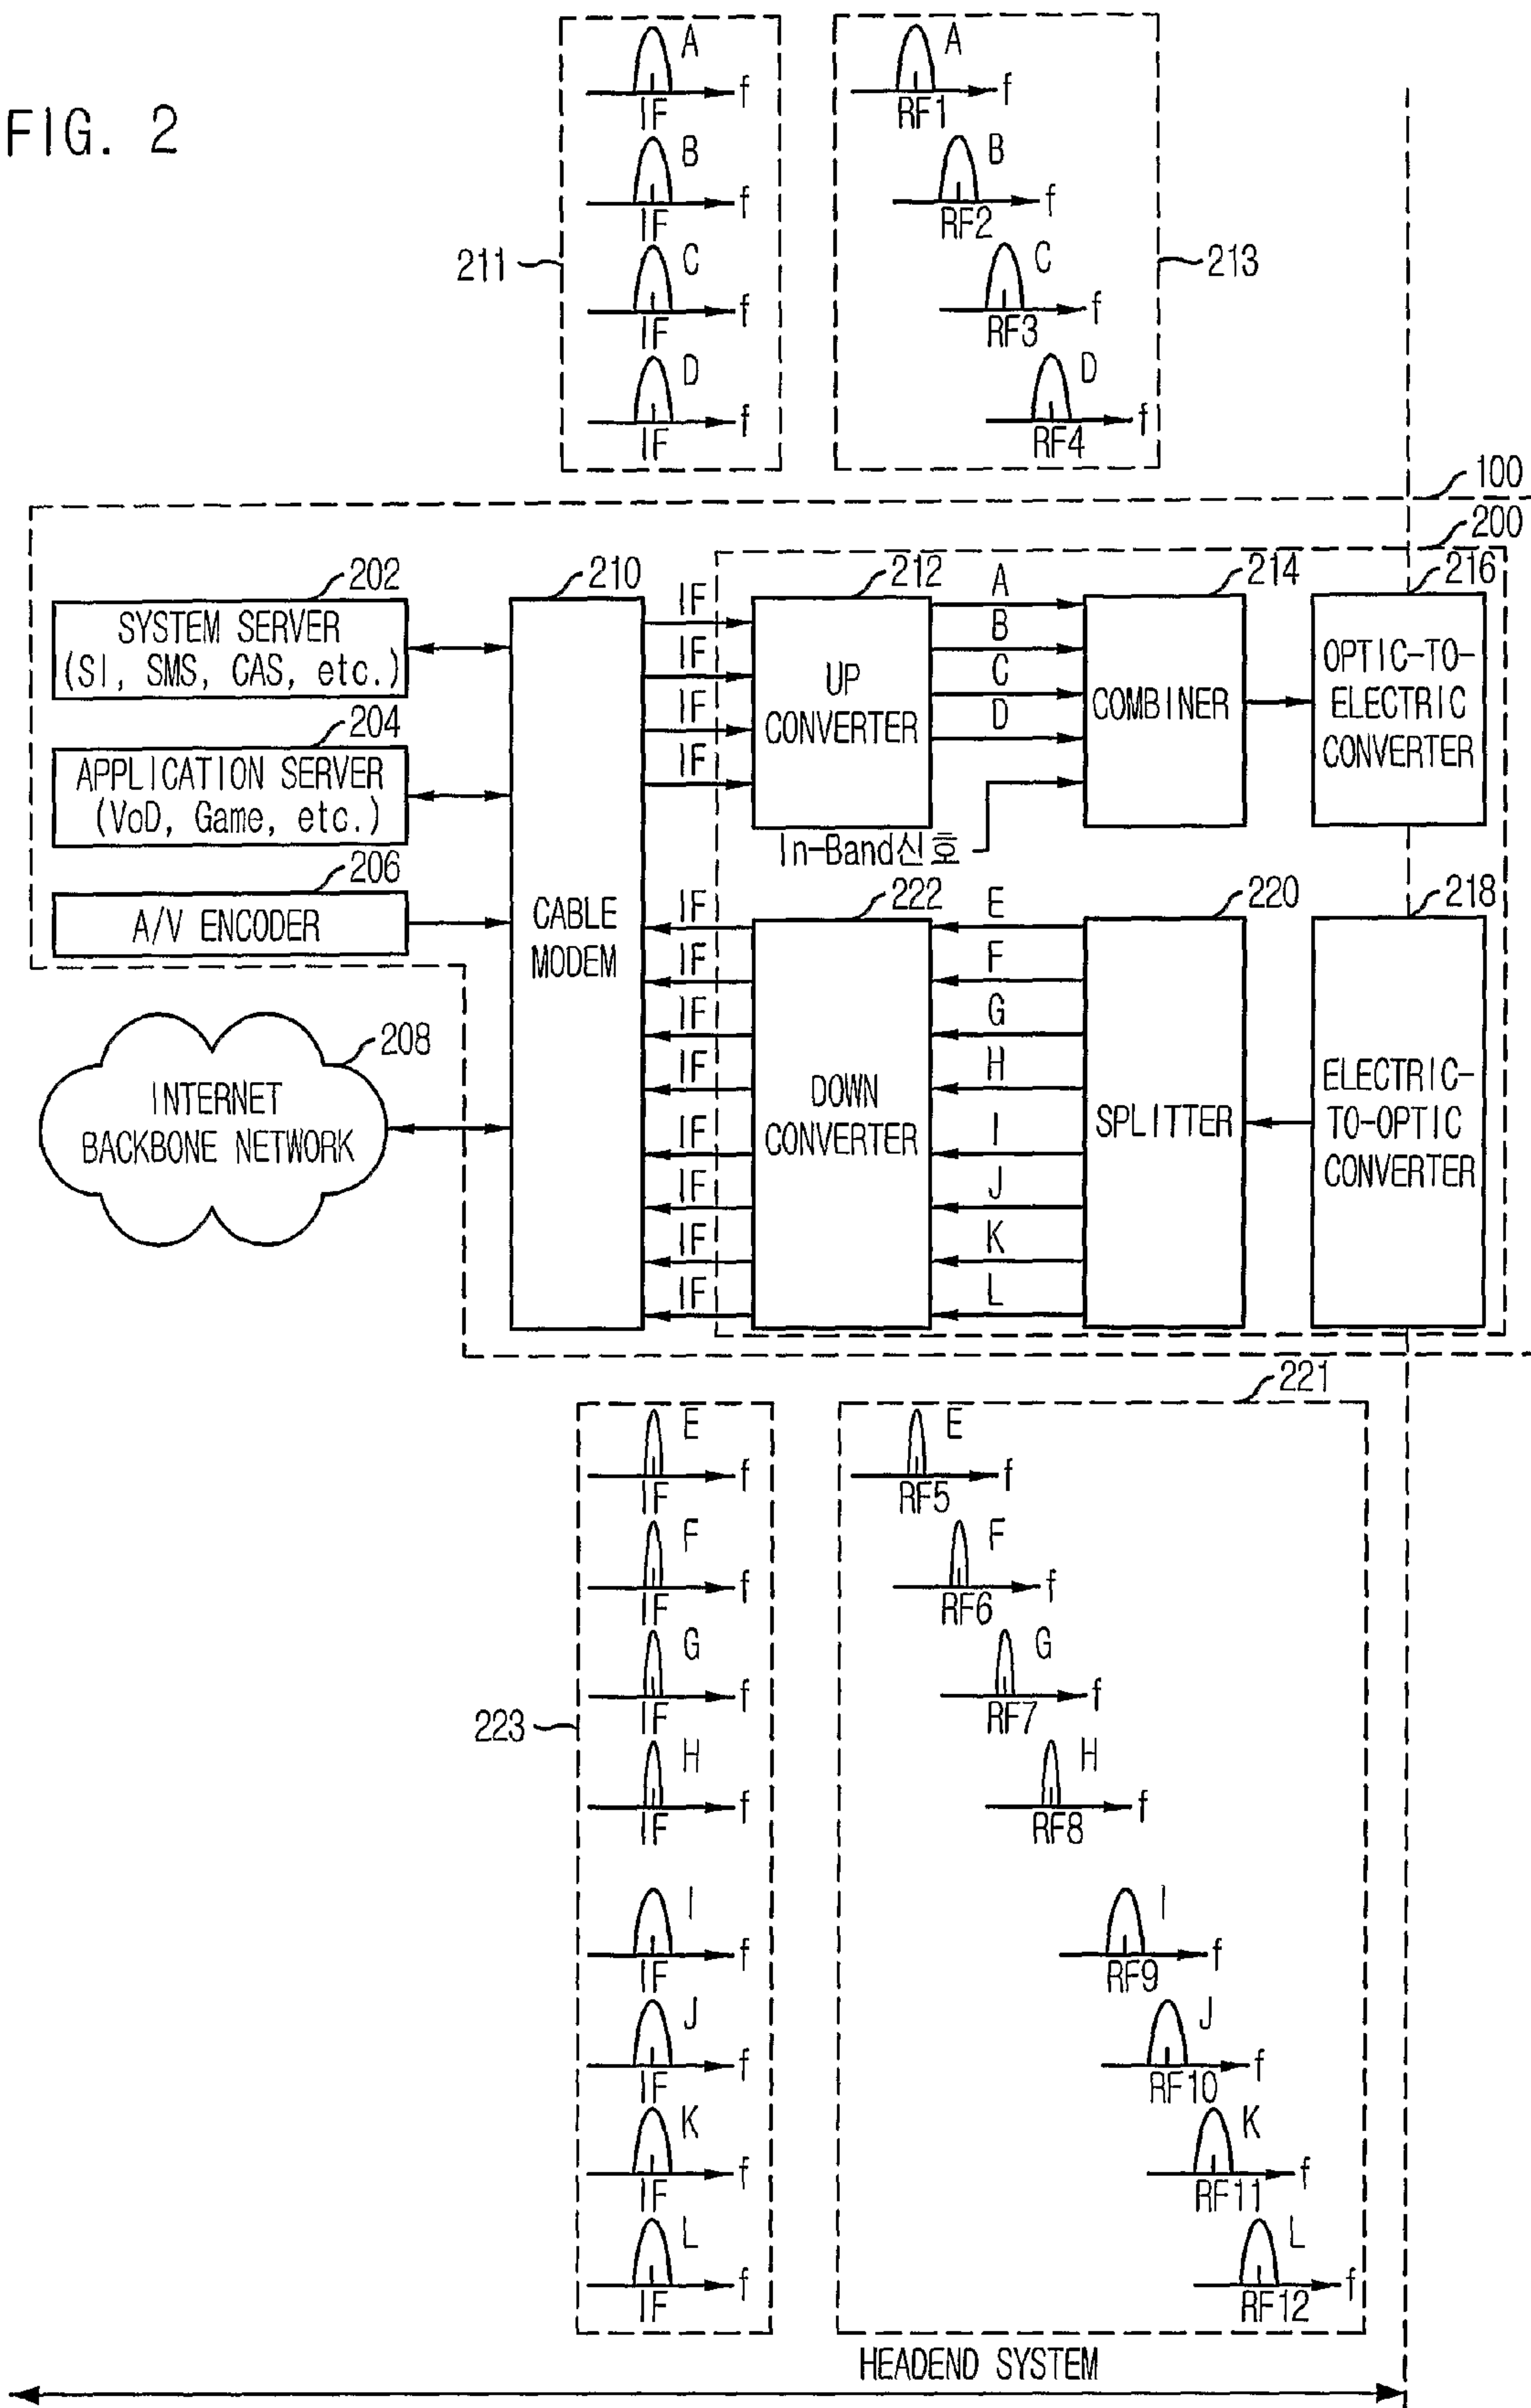 FIG. 2
A
f
IF
B
f
IF
C
f
IF
D
f
IF
211
A
f
RF1
B
f
RF2
C
f
RF3
D
f
RF4
213
100
200
202
SYSTEM SERVER
(SI, SMS, CAS, etc.)
204
APPLICATION SERVER
(VoD, Game, etc.)
206
A/V ENCODER
208
INTERNET
BACKBONE NETWORK
210
CABLE
MODEM
IF
IF
IF
IF
212
UP
CONVERTER
A
B
C
D
In-Band신호
214
COMBINER
216
OPTIC-TO-
ELECTRIC
CONVERTER
IF
IF
IF
IF
IF
IF
IF
IF
222
DOWN
CONVERTER
E
F
G
H
I
J
K
L
220
SPLITTER
218
ELECTRIC-
TO-OPTIC
CONVERTER
223
E
f
IF
F
f
IF
G
f
IF
H
f
IF
I
f
IF
J
f
IF
K
f
IF
L
f
IF
221
E
f
RF5
F
f
RF6
G
f
RF7
H
f
RF8
I
f
RF9
J
f
RF10
K
f
RF11
L
f
RF12
HEADEND SYSTEM